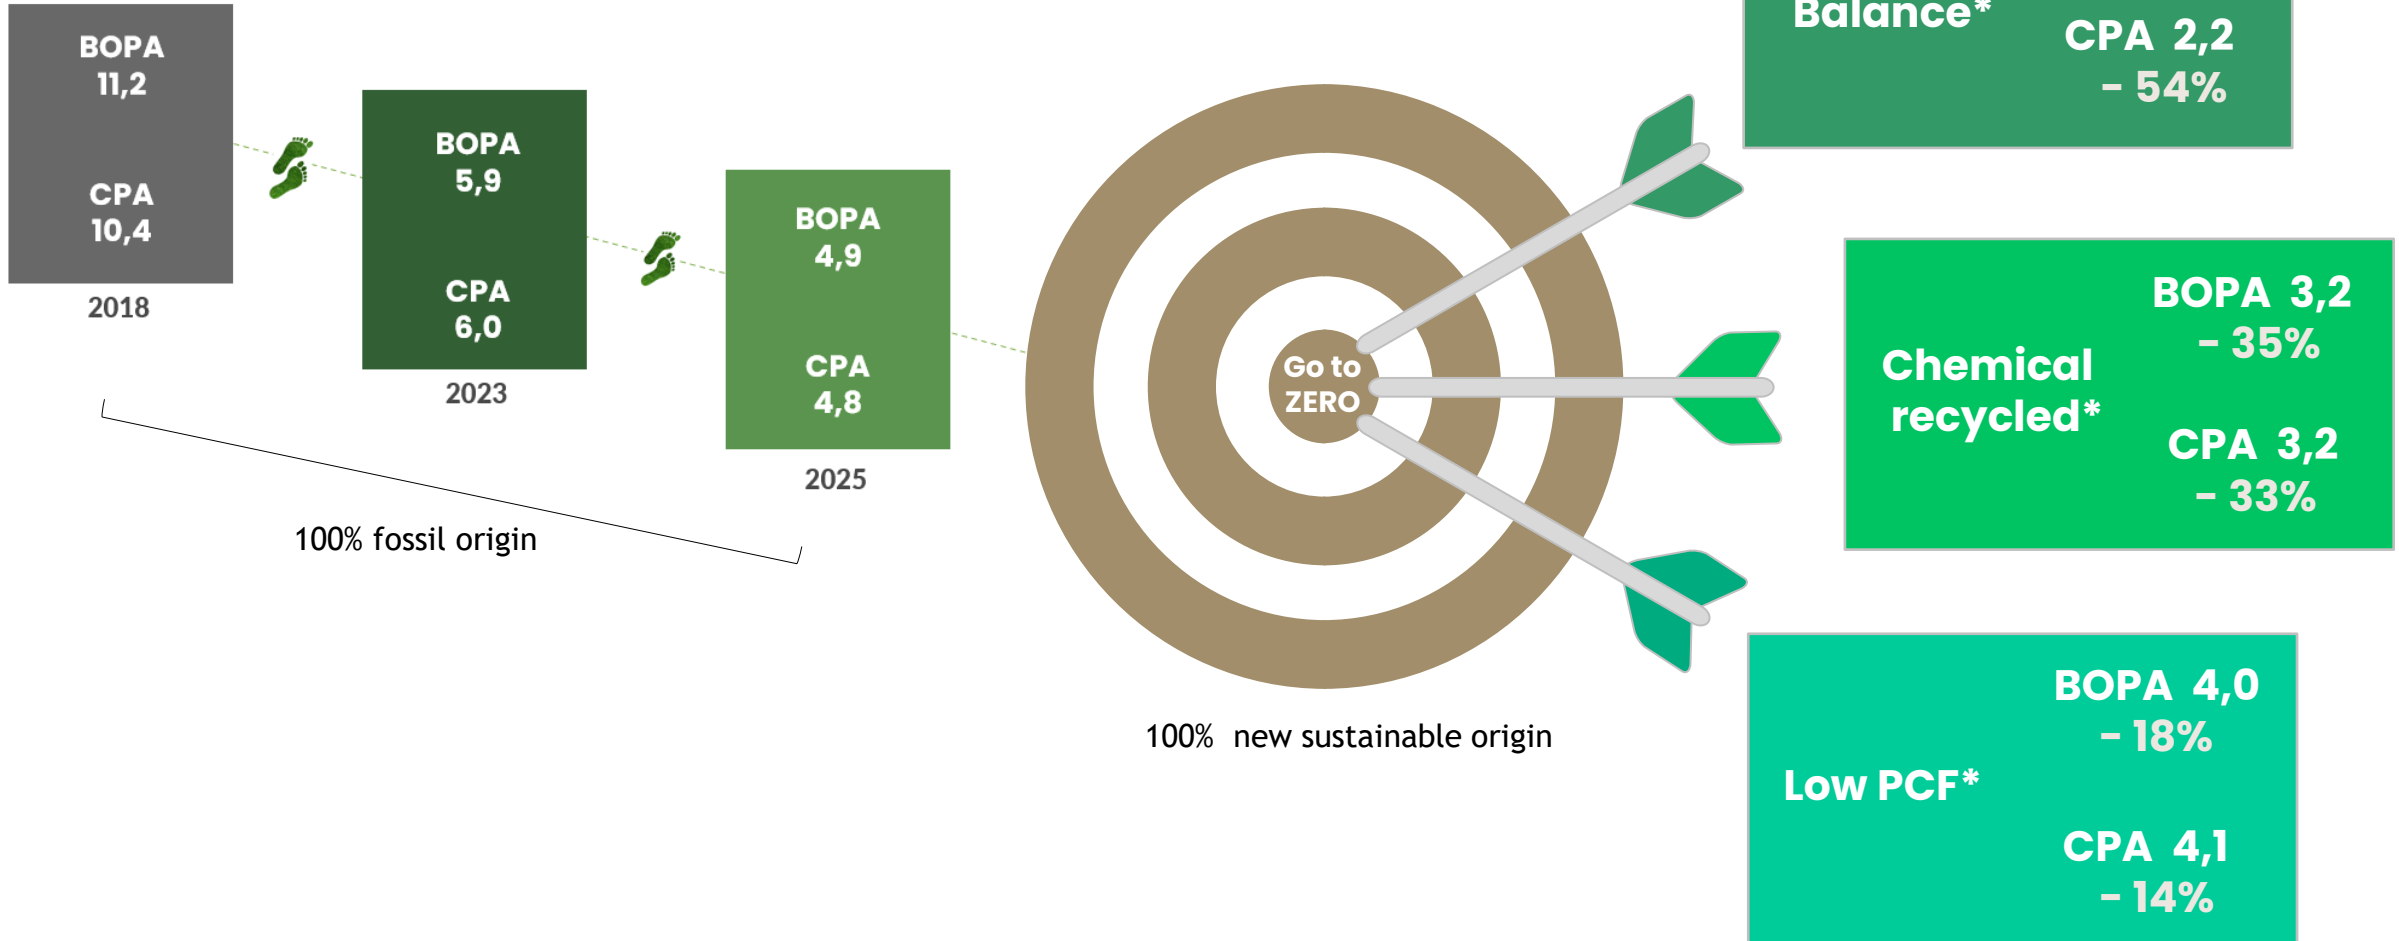 BOPA
11,2
CPA
10,4
2018
BOPA
5,9
CPA
6,0
2023
BOPA
4,9
CPA
4,8
2025
100% fossil origin
Go to
ZERO
100% new sustainable origin
Balance*
CPA 2,2
- 54%
Chemical
recycled*
BOPA 3,2
- 35%
CPA 3,2
- 33%
Low PCF*
BOPA 4,0
- 18%
CPA 4,1
- 14%